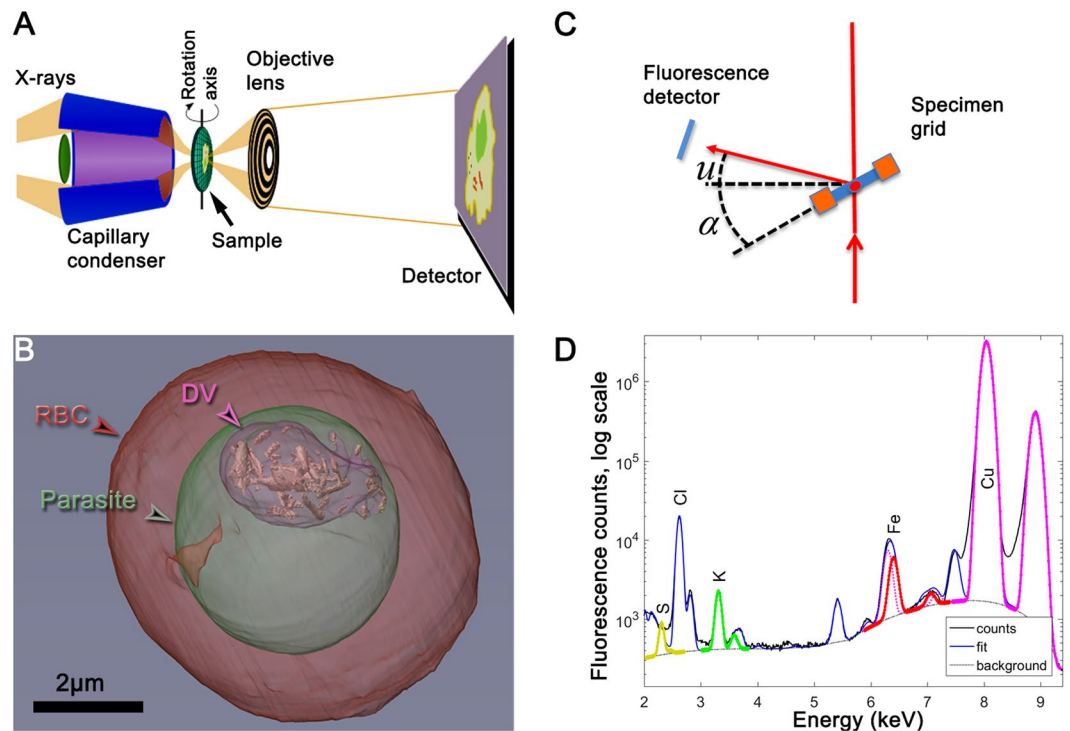 A
X-rays
Rotation
axis
Objective
lens
Capillary
condenser
Sample
Detector
B
DV
RBC
Parasite
2μm
C
Fluorescence
detector
Specimen
grid
u
α
D
Fluorescence counts, log scale
10⁶
10⁵
10⁴
10³
S
Cl
K
Fe
Cu
counts
fit
background
2 3 4 5 6 7 8 9
Energy (keV)